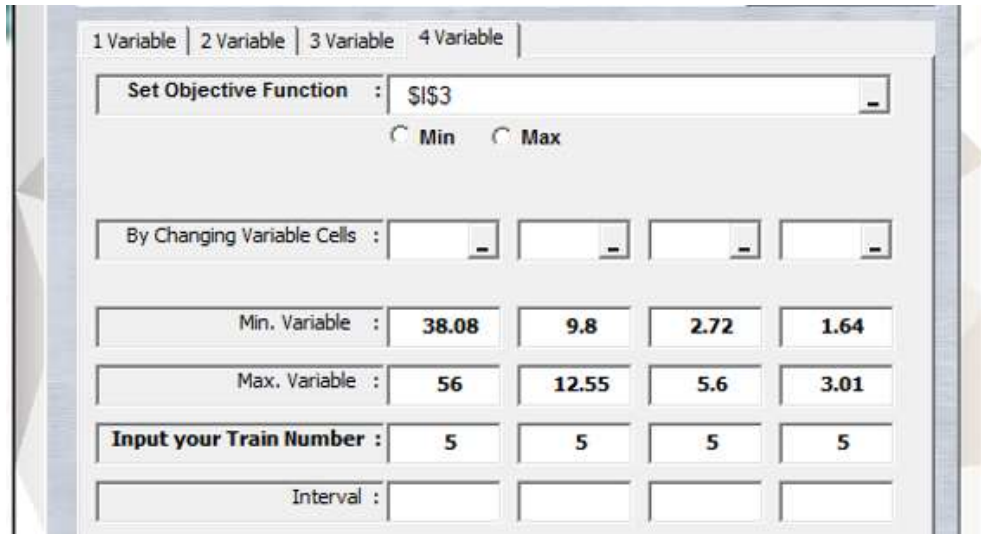 1 Variable 2 Variable 3 Variable 4 Variable
Set Objective Function : $I$3 _
Min Max
By Changing Variable Cells : _ _ _ _
Min. Variable : 38.08 9.8 2.72 1.64
Max. Variable : 56 12.55 5.6 3.01
Input your Train Number : 5 5 5 5
Interval :